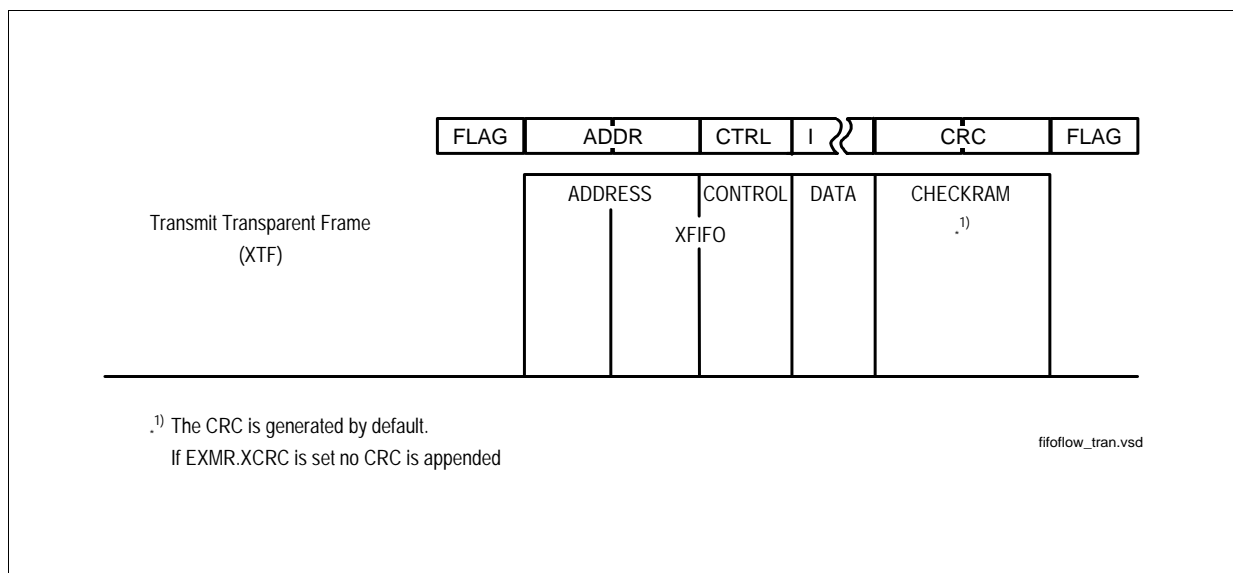 FLAG ADDR CTRL I CRC FLAG
ADDRESS CONTROL DATA CHECKRAM
Transmit Transparent Frame
(XTF)
XFIFO
.1)
.1) The CRC is generated by default.
If EXMR.XCRC is set no CRC is appended
fifoflow_tran.vsd